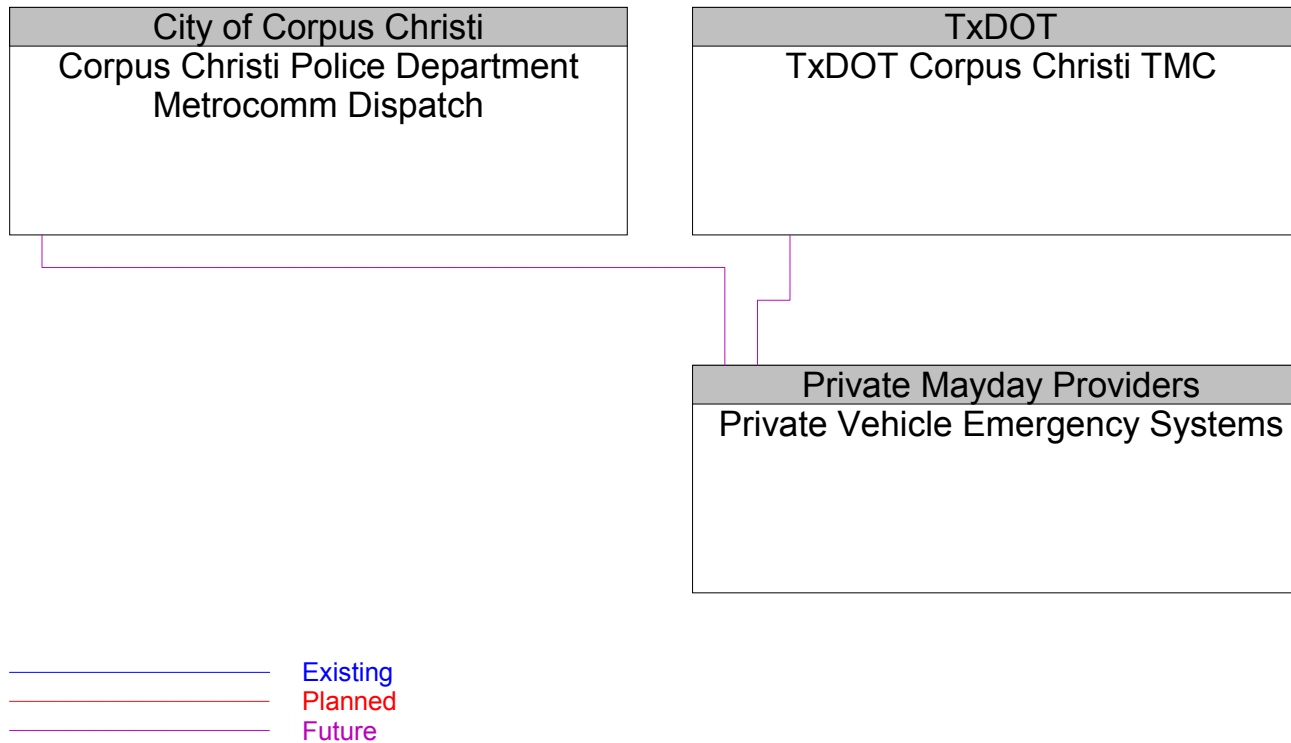 City of Corpus Christi
Corpus Christi Police Department
Metrocomm Dispatch
TxDOT
TxDOT Corpus Christi TMC
Private Mayday Providers
Private Vehicle Emergency Systems
Existing
Planned
Future